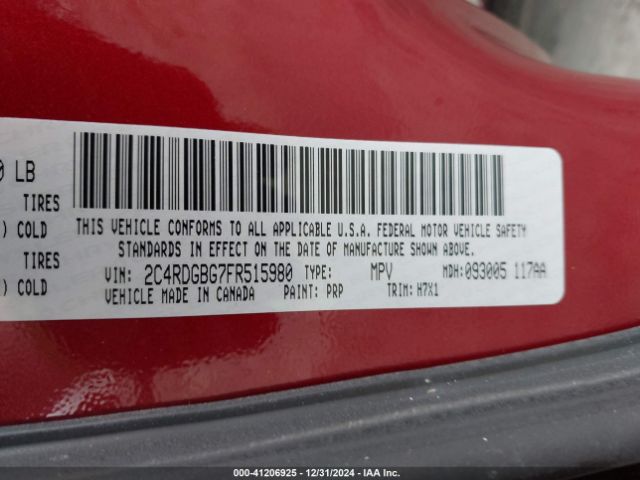 0 LB
TIRES
) COLD
TIRES
) COLD
THIS VEHICLE CONFORMS TO ALL APPLICABLE U.S.A. FEDERAL MOTOR VEHICLE SAFETY
STANDARDS IN EFFECT ON THE DATE OF MANUFACTURE SHOWN ABOVE.
VIN: 2C4RDGBG7FR515980 TYPE: MPV MDH:093005 117AA
VEHICLE MADE IN CANADA PAINT: PRP TRIM: H7X1
000-41206925 - 12/31/2024 - IAA